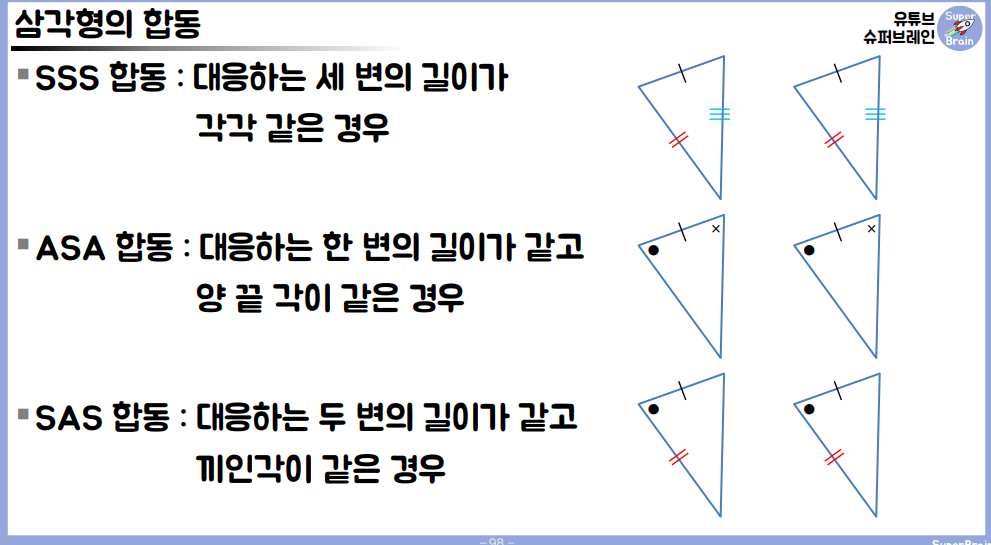 삼각형의 합동
유튜브
슈퍼브레인
Super
Brain
▪SSS 합동 : 대응하는 세 변의 길이가
각각 같은 경우
▪ASA 합동 : 대응하는 한 변의 길이가 같고
양 끝 각이 같은 경우
▪SAS 합동 : 대응하는 두 변의 길이가 같고
끼인각이 같은 경우
– 98 –